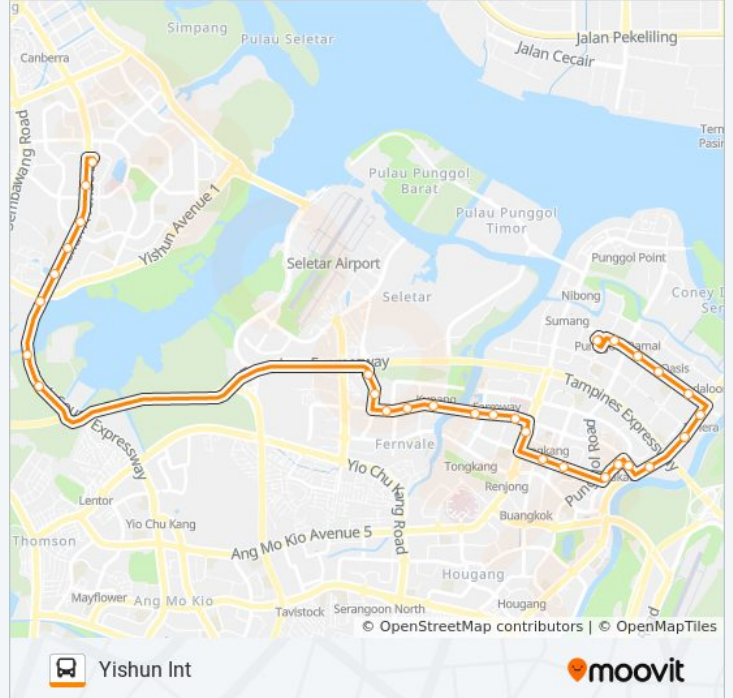 g
Simpang
Pulau Seletar
Canberra
Jalan Pekeliling
Jalan Cecair
Pasir
Pulau Punggol
Barat
Pulau Punggol
Timor
Yishun Avenue 1
Punggol Point
Seletar Airport
Seletar
Nibong
Coney I
Sumang
Oasis
Tampines Expressway
Fernvale
Yio Chu Kang Road
Tongkang
Renjong
Buangkok
Lentor
Yio Chu Kang
Ang Mo Kio Avenue 5
Thomson
Hougang
Mayflower
Ang Mo Kio
Tavistock
Serangoon North
Hougang
© OpenStreetMap contributors | © OpenMapTiles
Yishun Int
moovit